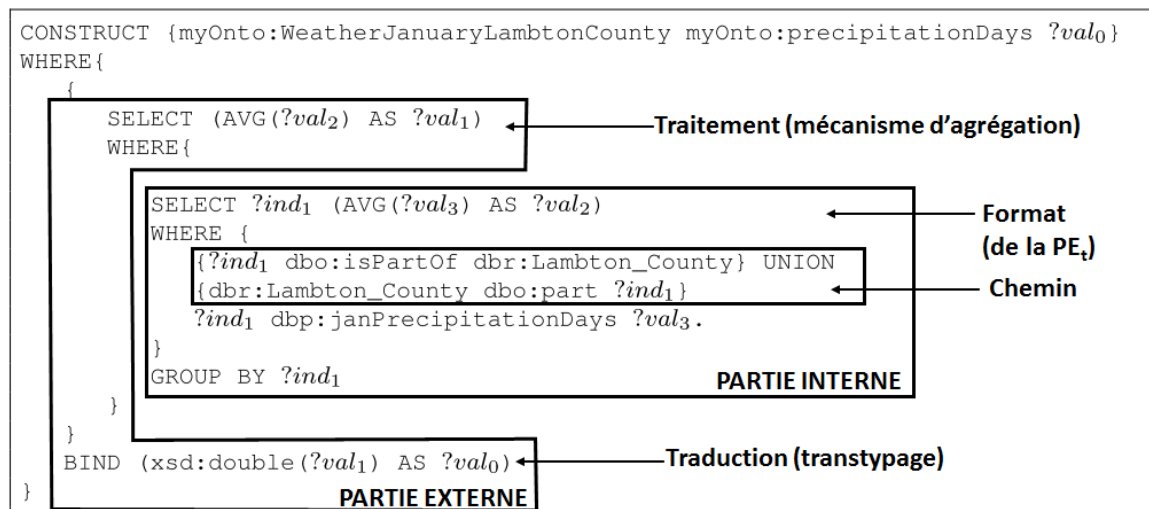 CONSTRUCT {myOnto:WeatherJanuaryLambtonCounty myOnto:precipitationDays ?val₀}
WHERE{
{
SELECT (AVG(?val₂) AS ?val₁)
Traitement (mécanisme d'agrégation)
WHERE{
SELECT ?ind₁ (AVG(?val₃) AS ?val₂)
Format
WHERE {
(de la PEₜ)
{?ind₁ dbo:isPartOf dbr:Lambton_County} UNION
{dbr:Lambton_County dbo:part ?ind₁}
Chemin
?ind₁ dbp:janPrecipitationDays ?val₃.
}
GROUP BY ?ind₁
PARTIE INTERNE
}
}
BIND (xsd:double(?val₁) AS ?val₀)
Traduction (transtypage)
} PARTIE EXTERNE